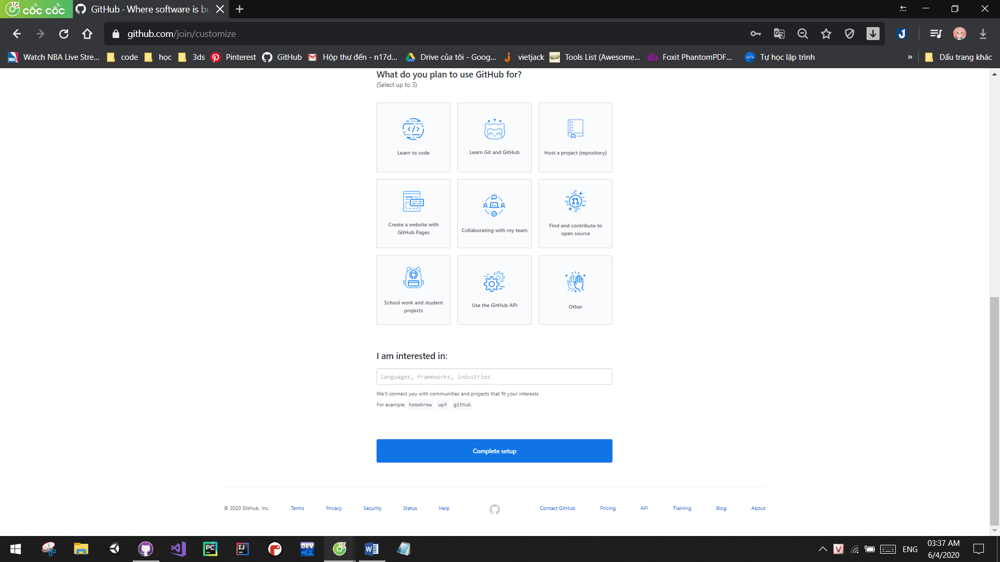 cốc cốc
GitHub · Where software is bu
github.com/join/customize
Watch NBA Live Stre...
code
học
3ds
Pinterest
GitHub
Hộp thư đến - n17d...
Drive của tôi - Goog...
vietjack
Tools List (Awesome...
Foxit PhantomPDF...
Tự học lập trình
»
Dấu trang khác
What do you plan to use GitHub for?
(Select up to 3)
Learn to code
Learn Git and GitHub
Host a project (repository)
Create a website with
GitHub Pages
Collaborating with my team
Find and contribute to
open source
School work and student
projects
Use the GitHub API
Other
I am interested in:
languages, frameworks, industries
We'll connect you with communities and projects that fit your interests.
For example: homebrew wpf github
Complete setup
© 2020 GitHub, Inc.
Terms
Privacy
Security
Status
Help
Contact GitHub
Pricing
API
Training
Blog
About
PC
IJ
DEV
C++
W
V
ENG
03:37 AM
6/4/2020